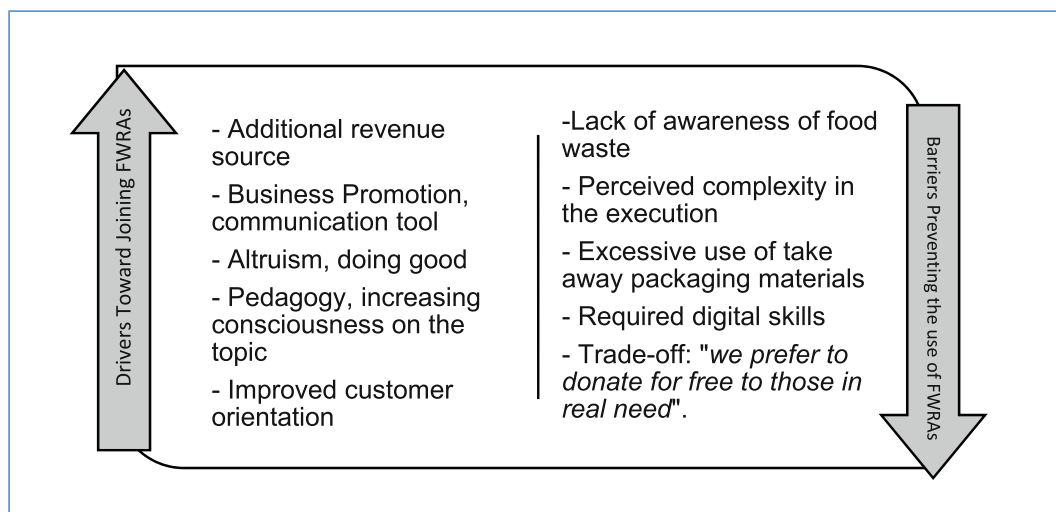 Drivers Toward Joining FWRAs
- Additional revenue
source
- Business Promotion,
communication tool
- Altruism, doing good
- Pedagogy, increasing
consciousness on the
topic
- Improved customer
orientation
-Lack of awareness of food
waste
- Perceived complexity in
the execution
- Excessive use of take
away packaging materials
- Required digital skills
- Trade-off: "we prefer to
donate for free to those in
real need".
Barriers Preventing the use of FWRAs